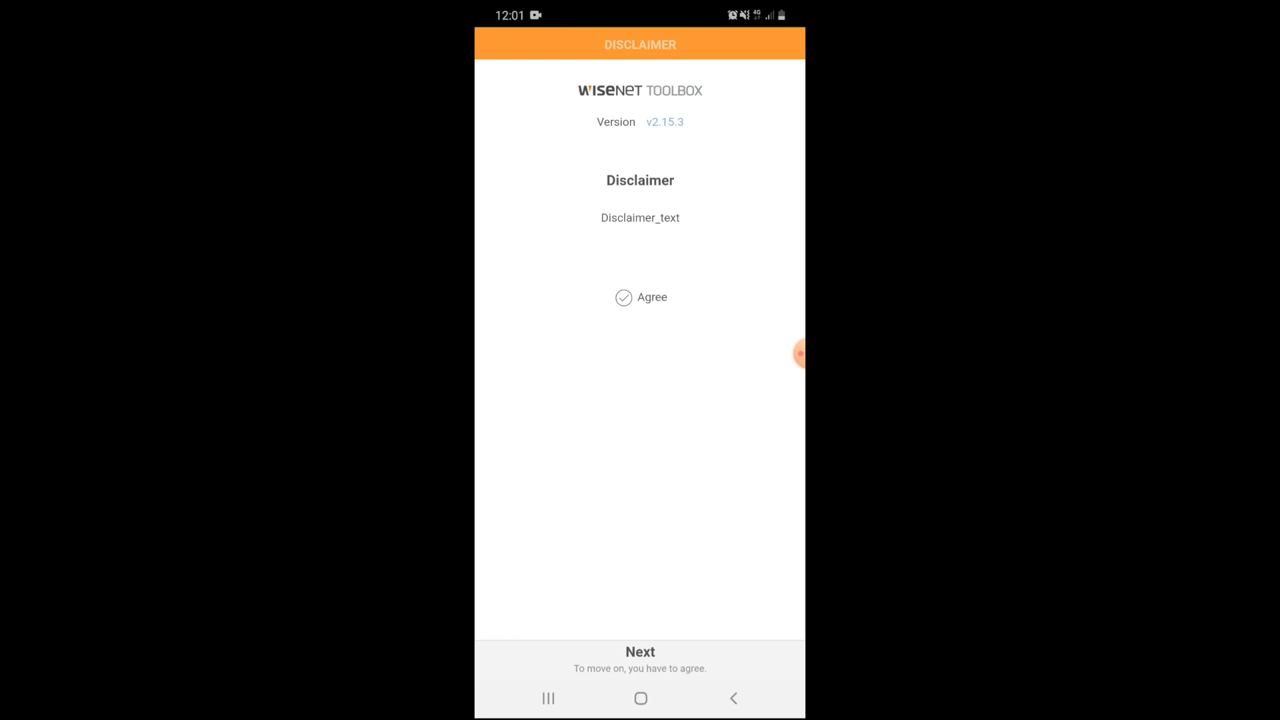 12:01
4G
DISCLAIMER
WISENET TOOLBOX
Version v2.15.3
Disclaimer
Disclaimer_text
Agree
Next
To move on, you have to agree.